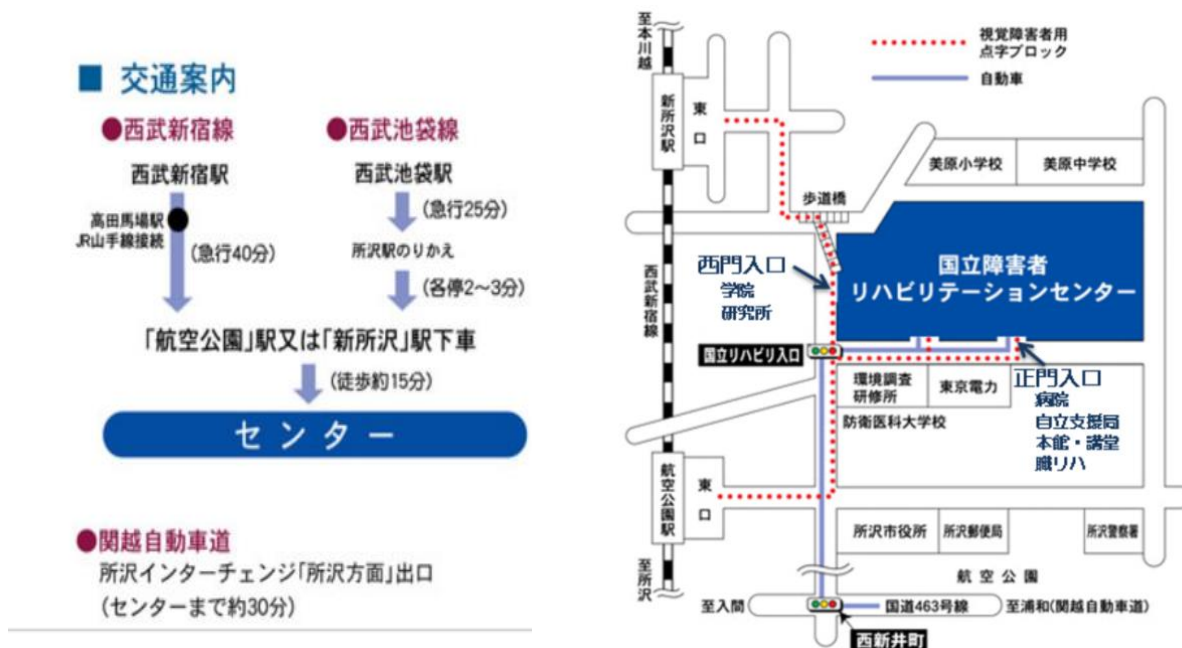 ■ 交通案内
●西武新宿線
●西武池袋線
西武新宿駅
西武池袋駅
高田馬場駅
JR山手線接続
(急行40分)
(急行25分)
所沢駅のりかえ
(各停2～3分)
「航空公園」駅又は「新所沢」駅下車
(徒歩約15分)
センター
●関越自動車道
所沢インターチェンジ「所沢方面」出口
(センターまで約30分)
至本川越
視覚障害者用
点字ブロック
自動車
新所沢駅
東口
美原小学校
美原中学校
歩道橋
西門入口
学院
研究所
国立障害者
リハビリテーションセンター
西武新宿線
国立リハビリ入口
環境調査
研修所
東京電力
正門入口
病院
自立支援局
本館・講堂
職リハ
防衛医科大学校
航空公園駅
東口
所沢市役所
所沢郵便局
所沢警察署
至所沢
航空公園
至入間
国道463号線
至浦和(関越自動車道)
西新井町